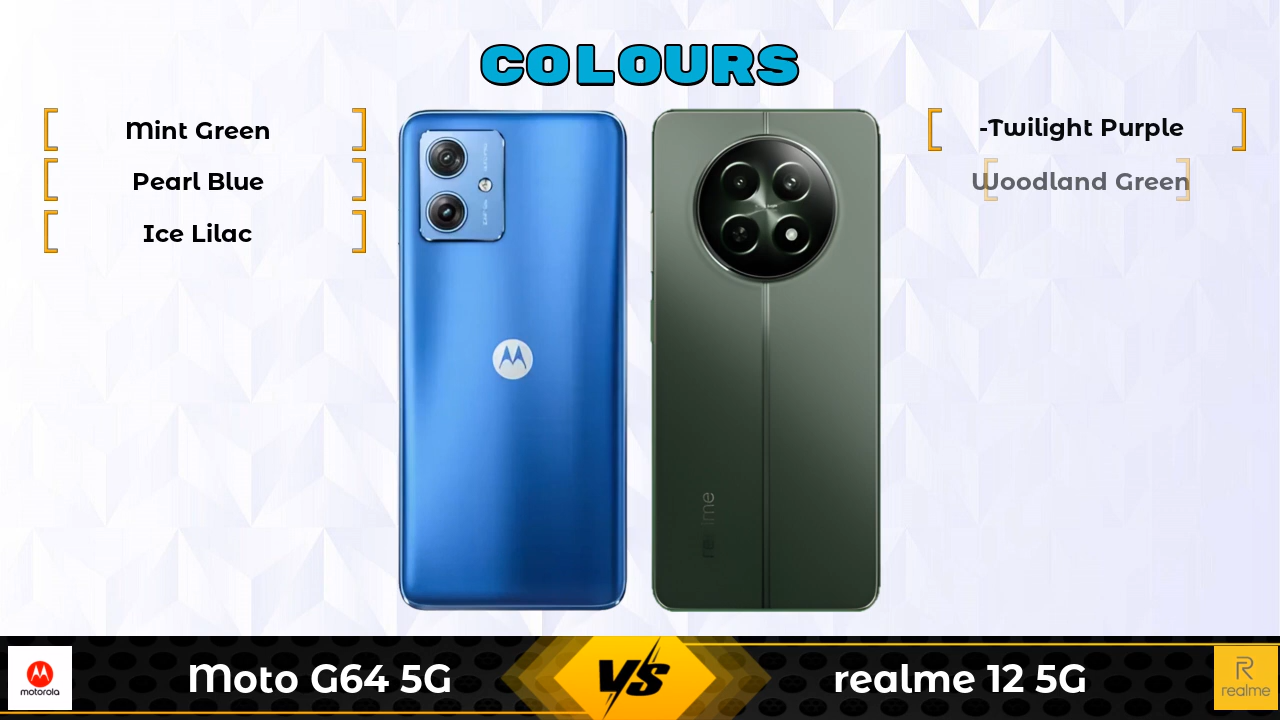 COLOURS
Mint Green
Pearl Blue
Ice Lilac
-Twilight Purple
Woodland Green
realme
motorola
Moto G64 5G
VS
realme 12 5G
realme